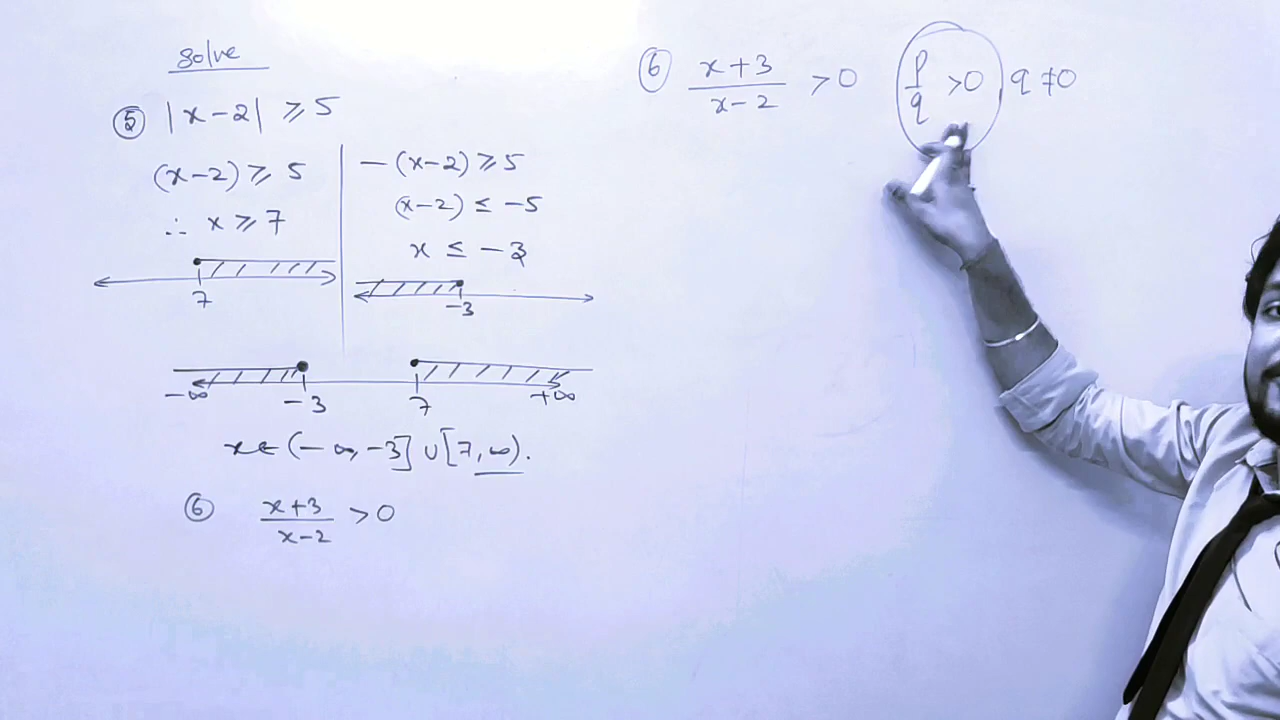 solve
⑤ |x-2| ⩾ 5
(x-2) ⩾ 5
∴ x ⩾ 7
7
-(x-2) ⩾ 5
(x-2) ≤ -5
x ≤ -3
-3
-∞ -3 7 +∞
x∈ (-∞, -3] ∪ [7, ∞).
⑥ x+3/x-2 > 0
⑥ x+3/x-2 > 0 p/q > 0, q ≠ 0